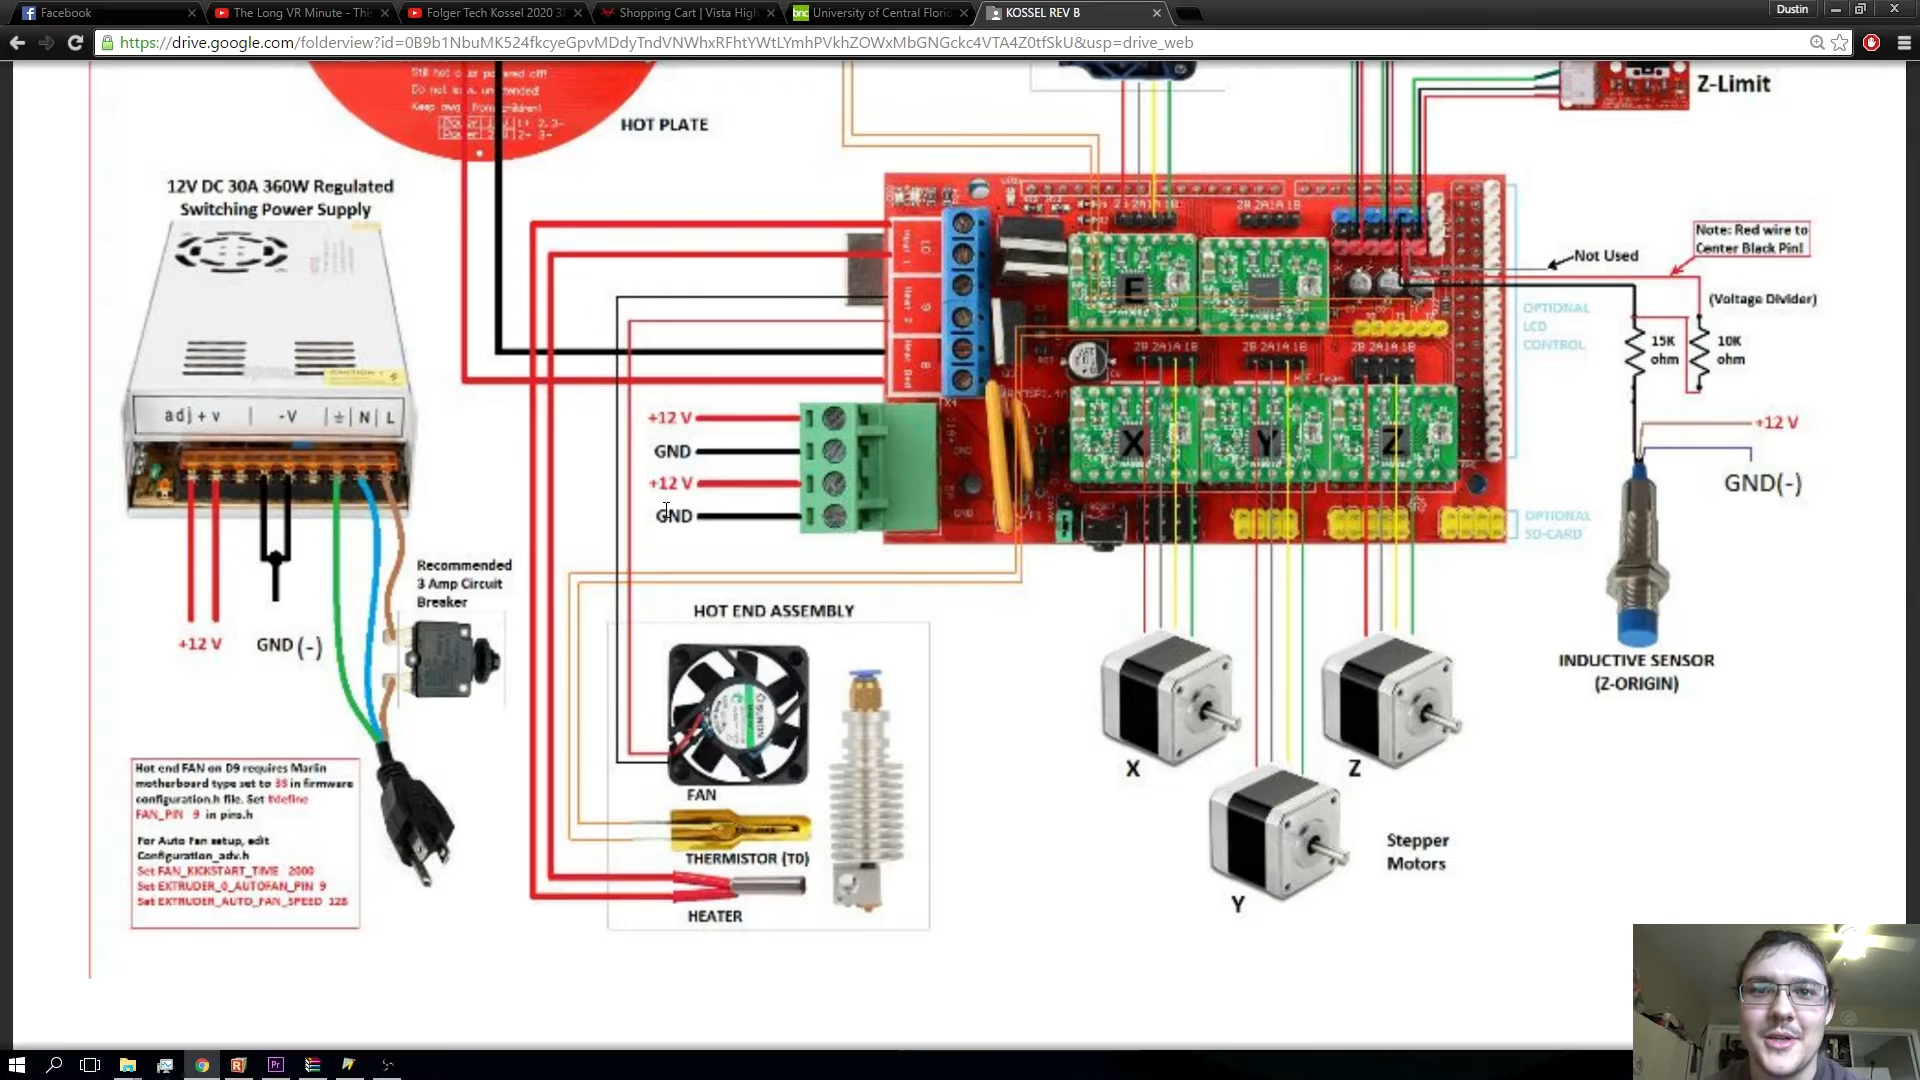 Facebook
The Long VR Minute - This
Folger Tech Kossel 2020 3
Shopping Cart | Vista High
University of Central Florid
KOSSEL REV B
Dustin
https://drive.google.com/folderview?id=0B9b1NbuMK524fkcyeGpvMDdyTndVNWhxRFhtYWtLYmhPVkhZOWxMbGNGckc4VTA4Z0tfSkU&usp=drive_web
HOT PLATE
Z-Limit
12V DC 30A 360W Regulated
Switching Power Supply
adj + v | -V | N | L
+12 V
GND (-)
Recommended
3 Amp Circuit
Breaker
Hot end FAN on D9 requires Marlin
motherboard type set to 33 in firmware
configuration.h file. Set #define
FAN_PIN 9 in pins.h
For Auto Fan setup, edit
Configuration_adv.h
Set FAN_KICKSTART_TIME 2000
Set EXTRUDER_0_AUTOFAN_PIN 9
Set EXTRUDER_AUTO_FAN_SPEED 128
+12 V
GND
+12 V
GND
HOT END ASSEMBLY
FAN
THERMISTOR (T0)
HEATER
E
X
Y
Z
X
Y
Z
Stepper
Motors
Not Used
Note: Red wire to
Center Black Pin!
(Voltage Divider)
15K
ohm
10K
ohm
OPTIONAL
LCD
CONTROL
OPTIONAL
SD-CARD
+12 V
GND(-)
INDUCTIVE SENSOR
(Z-ORIGIN)